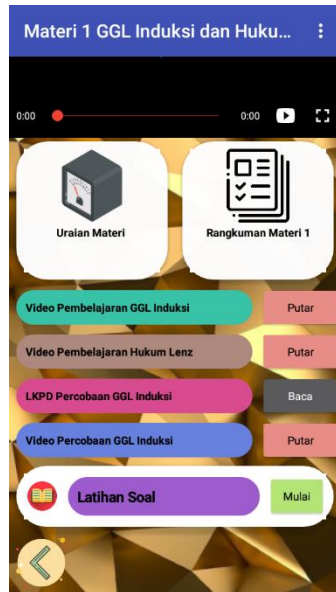 Materi 1 GGL Induksi dan Huku...
0:00 0:00
Uraian Materi Rangkuman Materi 1
Video Pembelajaran GGL Induksi Putar
Video Pembelajaran Hukum Lenz Putar
LKPD Percobaan GGL Induksi Baca
Video Percobaan GGL Induksi Putar
Latihan Soal Mulai